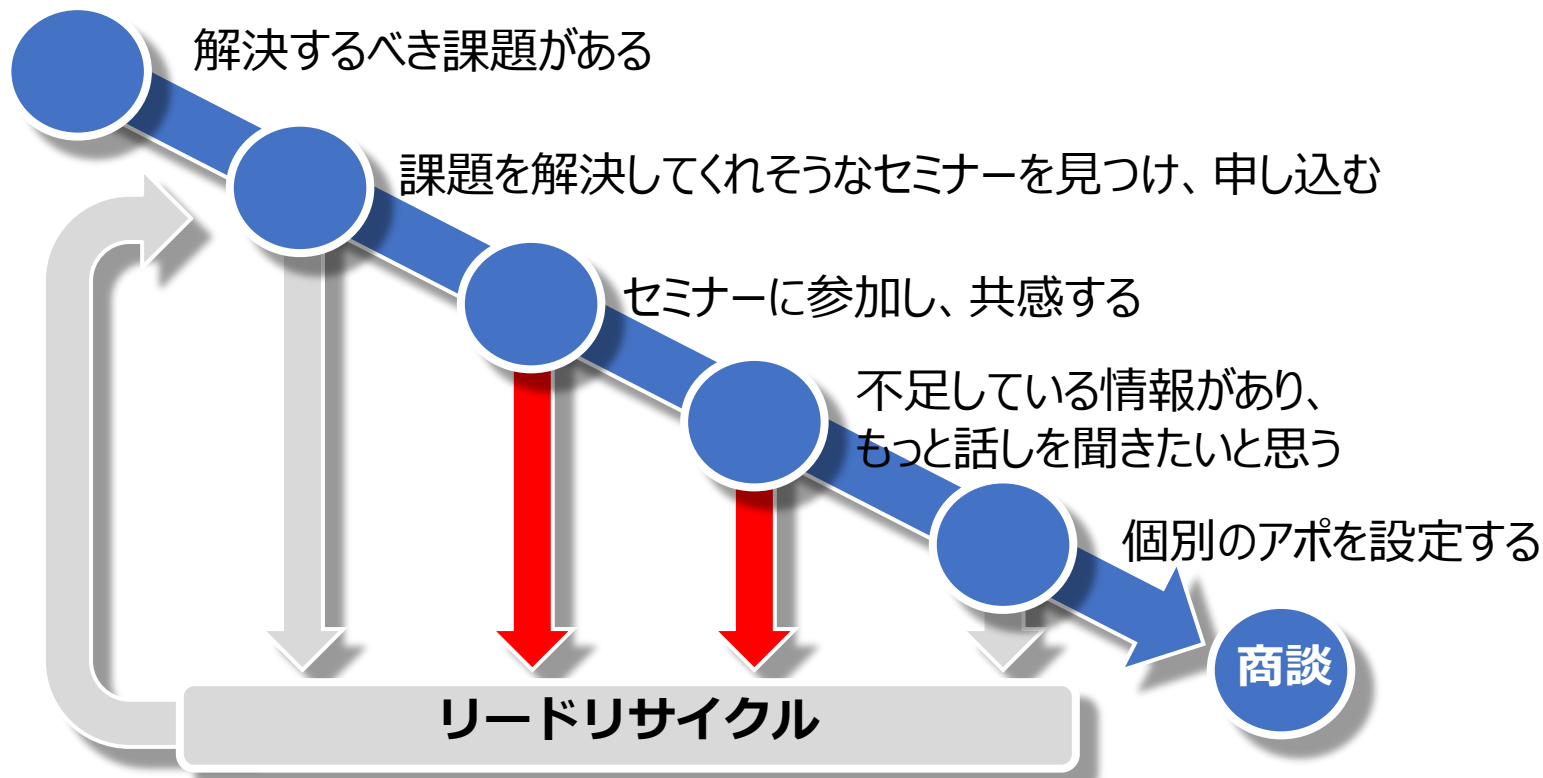 解決するべき課題がある
課題を解決してくれそうなセミナーを見つけ、申し込む
セミナーに参加し、共感する
不足している情報があり、
もっと話しを聞きたいと思う
個別のアポを設定する
商談
リードリサイクル